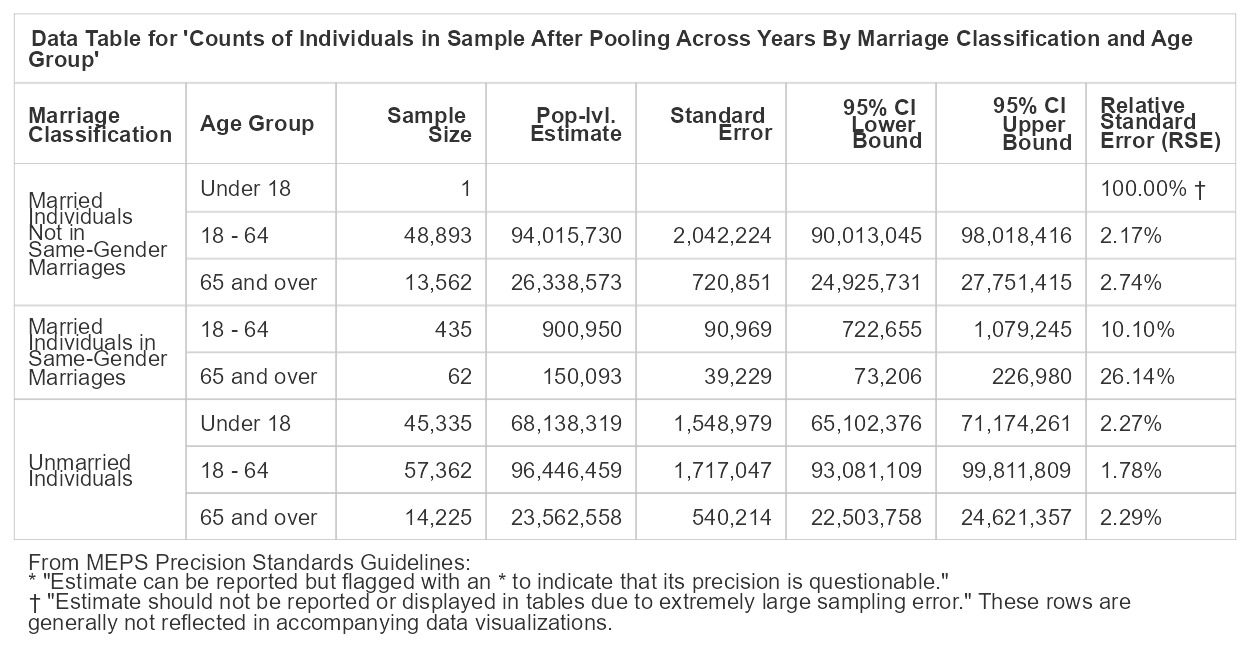 Data Table for 'Counts of Individuals in Sample After Pooling Across Years By Marriage Classification and Age
Group'
Marriage Classification | Age Group | Sample Size | Pop-lvl. Estimate | Standard Error | 95% CI Lower Bound | 95% CI Upper Bound | Relative Standard Error (RSE)
Married Individuals Not in Same-Gender Marriages | Under 18 | 1 | | | | | 100.00% †
18 - 64 | 48,893 | 94,015,730 | 2,042,224 | 90,013,045 | 98,018,416 | 2.17%
65 and over | 13,562 | 26,338,573 | 720,851 | 24,925,731 | 27,751,415 | 2.74%
Married Individuals in Same-Gender Marriages | 18 - 64 | 435 | 900,950 | 90,969 | 722,655 | 1,079,245 | 10.10%
65 and over | 62 | 150,093 | 39,229 | 73,206 | 226,980 | 26.14%
Unmarried Individuals | Under 18 | 45,335 | 68,138,319 | 1,548,979 | 65,102,376 | 71,174,261 | 2.27%
18 - 64 | 57,362 | 96,446,459 | 1,717,047 | 93,081,109 | 99,811,809 | 1.78%
65 and over | 14,225 | 23,562,558 | 540,214 | 22,503,758 | 24,621,357 | 2.29%
From MEPS Precision Standards Guidelines:
* "Estimate can be reported but flagged with an * to indicate that its precision is questionable."
† "Estimate should not be reported or displayed in tables due to extremely large sampling error." These rows are
generally not reflected in accompanying data visualizations.